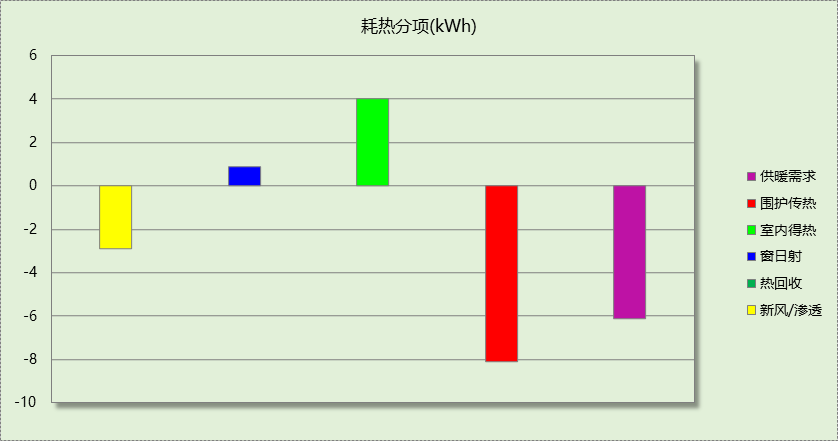 耗热分项(kWh)
6
4
2
0
-2
-4
-6
-8
-10
供暖需求
围护传热
室内得热
窗日射
热回收
新风/渗透